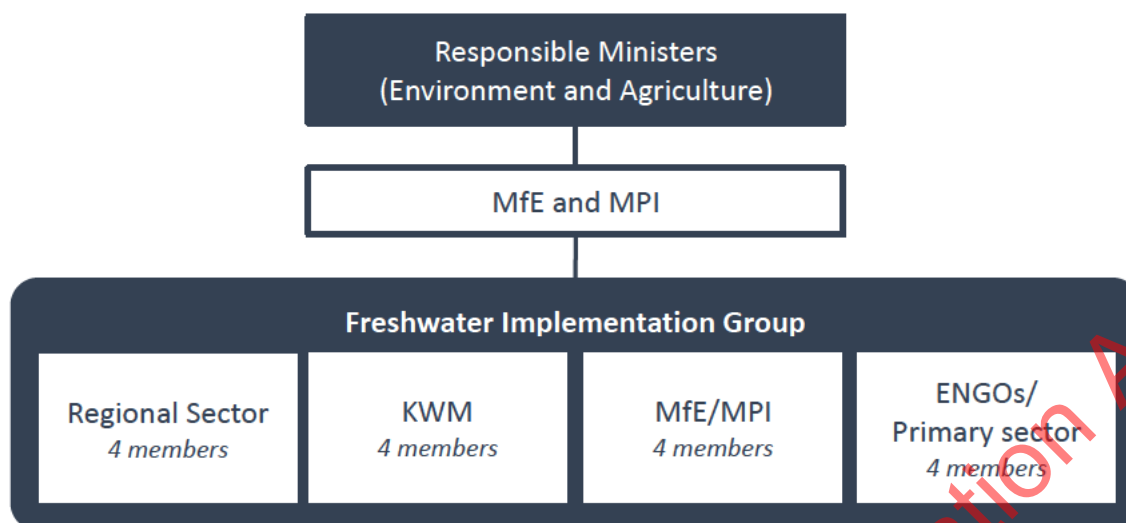 Responsible Ministers
(Environment and Agriculture)
MfE and MPI
Freshwater Implementation Group
Regional Sector
4 members
KWM
4 members
MfE/MPI
4 members
ENGOs/
Primary sector
4 members